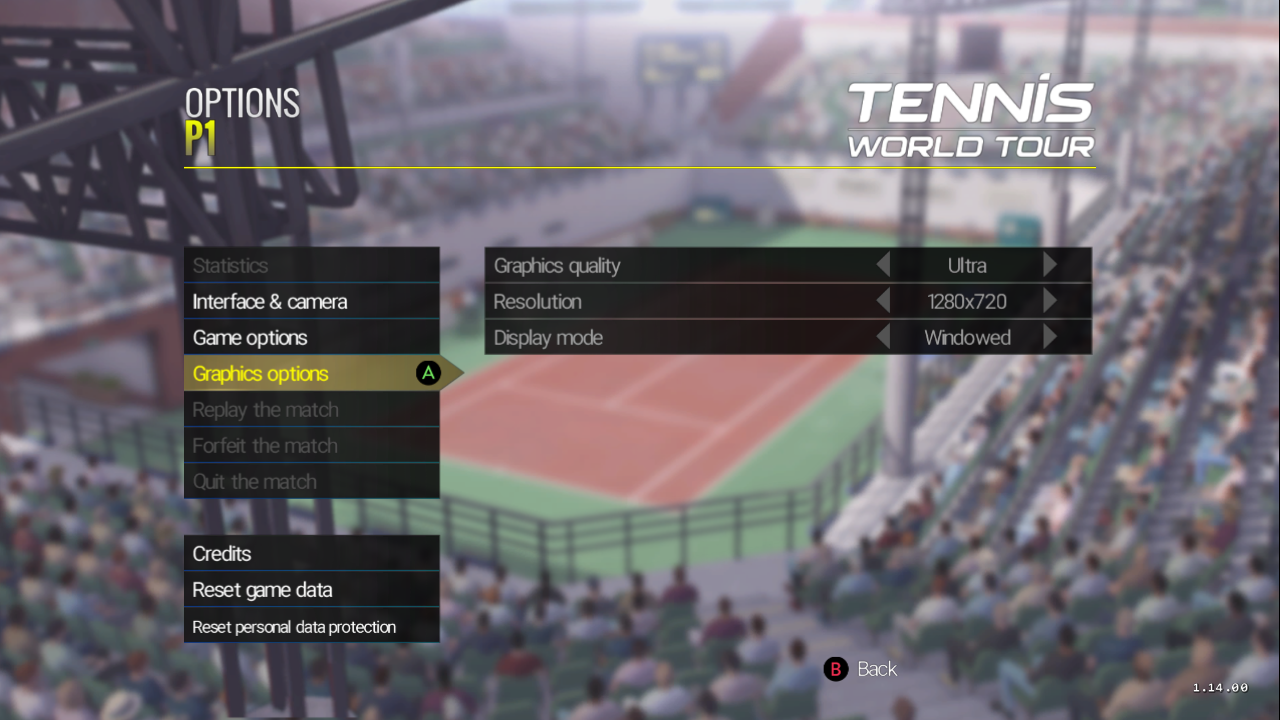 OPTIONS
P1
TENNIS
WORLD TOUR
Statistics
Interface & camera
Game options
Graphics options A
Replay the match
Forfeit the match
Quit the match
Graphics quality Ultra
Resolution 1280x720
Display mode Windowed
Credits
Reset game data
Reset personal data protection
B Back
1.14.00